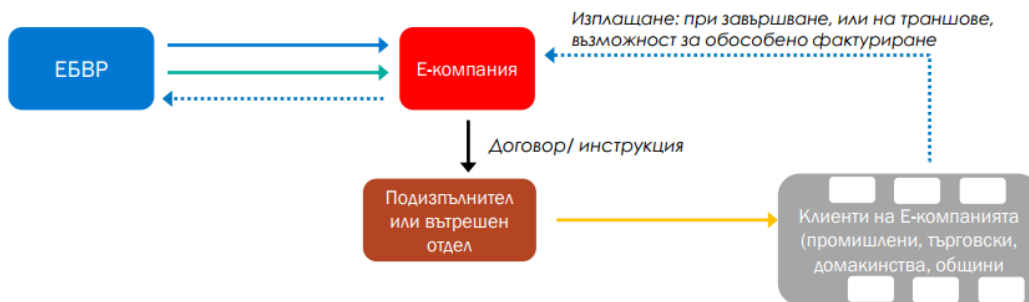 Изплащане: при завършване, или на траншове,
възможност за обособено фактуриране
ЕБВР
Е-компания
Договор/ инструкция
Подизпълнител
или вътрешен
отдел
Клиенти на Е-компанията
(промишлени, търговски,
домакинства, общини